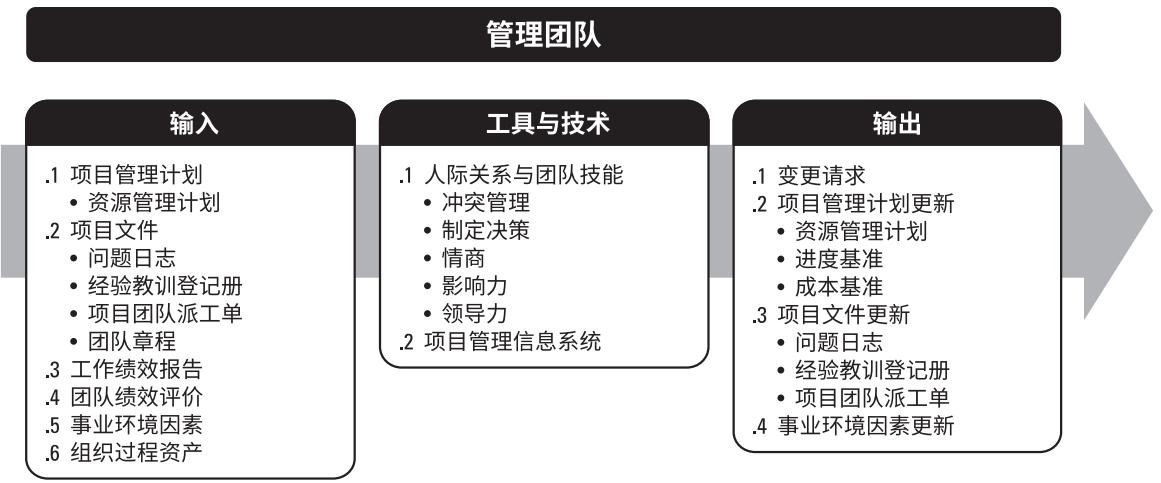 管理团队
输入
.1 项目管理计划
• 资源管理计划
.2 项目文件
• 问题日志
• 经验教训登记册
• 项目团队派工单
• 团队章程
.3 工作绩效报告
.4 团队绩效评价
.5 事业环境因素
.6 组织过程资产
工具与技术
.1 人际关系与团队技能
• 冲突管理
• 制定决策
• 情商
• 影响力
• 领导力
.2 项目管理信息系统
输出
.1 变更请求
.2 项目管理计划更新
• 资源管理计划
• 进度基准
• 成本基准
.3 项目文件更新
• 问题日志
• 经验教训登记册
• 项目团队派工单
.4 事业环境因素更新